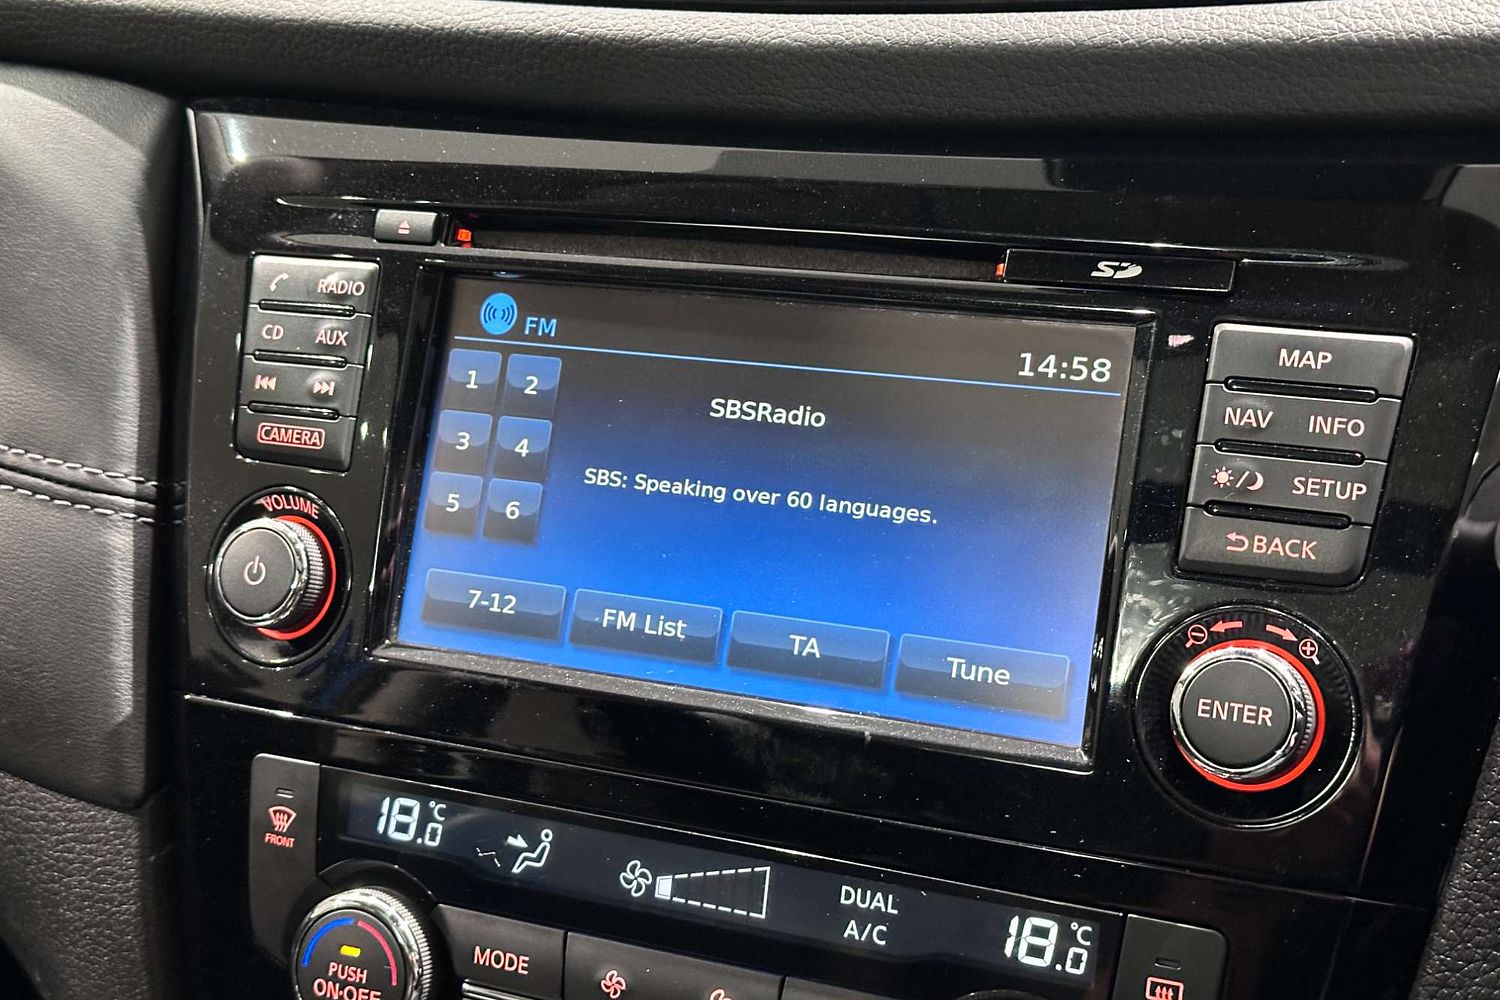 SD
RADIO
CD AUX
CAMERA
VOLUME
FM
14:58
1 2
3 4
5 6
SBSRadio
SBS: Speaking over 60 languages.
7-12
FM List
TA
Tune
MAP
NAV INFO
SETUP
BACK
ENTER
FRONT
18.0 °C
DUAL
A/C
18.0 °C
PUSH
ON·OFF
MODE